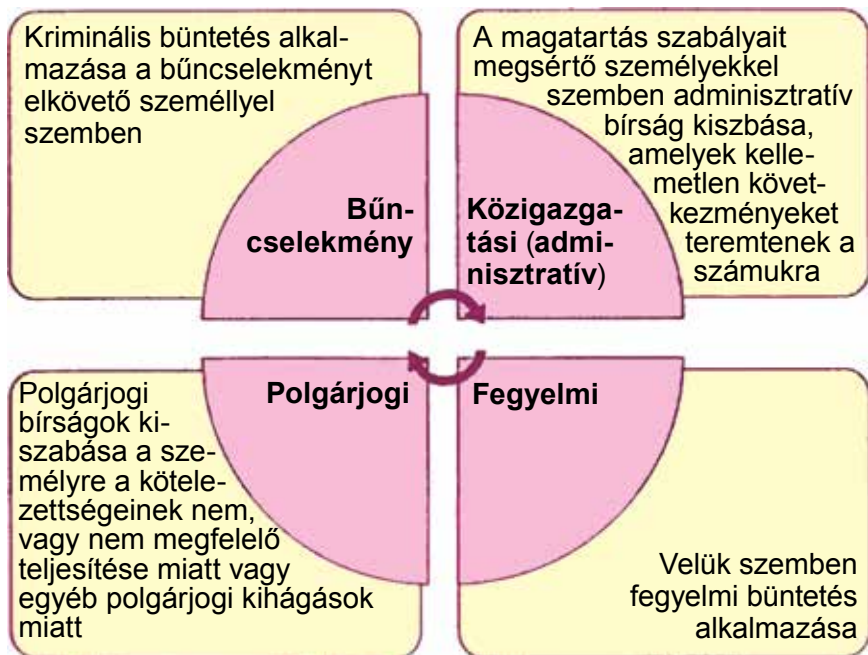 Kriminális büntetés alkal-
mazása a bűncselekményt
elkövető személlyel
szemben
Bűn-
cselekmény
A magatartás szabályait
megsértő személyekkel
szemben adminisztratív
bírság kiszbása,
amelyek kelle-
metlen követ-
kezményeket
teremtenek a
számukra
Közigazga-
tási (admi-
nisztratív)
Polgárjogi
Polgárjogi
bírságok ki-
szabása a sze-
mélyre a kötele-
zettségeinek nem,
vagy nem megfelelő
teljesítése miatt vagy
egyéb polgárjogi kihágások
miatt
Fegyelmi
Velük szemben
fegyelmi büntetés
alkalmazása